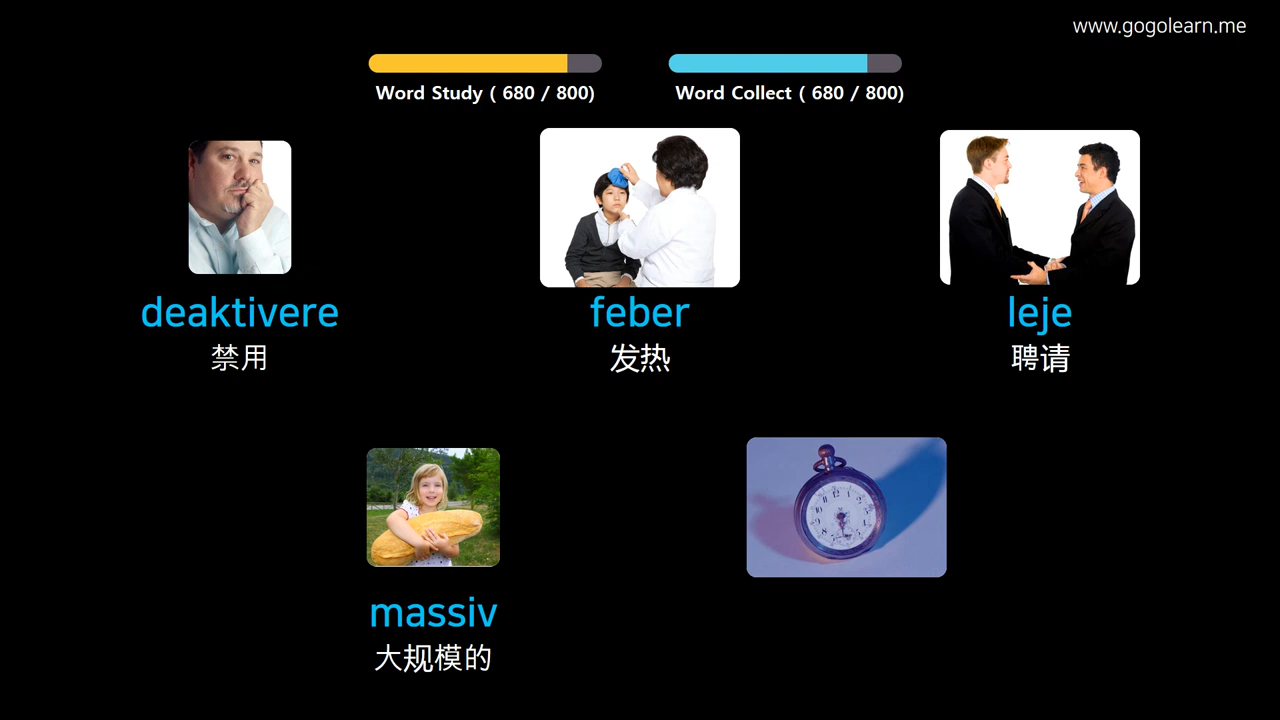 www.gogolearn.me
Word Study ( 680 / 800)
Word Collect ( 680 / 800)
deaktivere
禁用
feber
发热
leje
聘请
massiv
大规模的